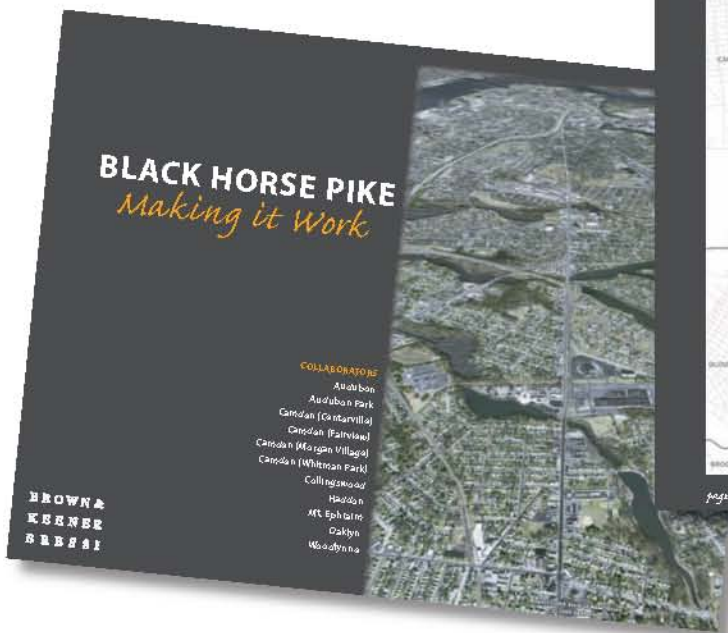 BLACK HORSE PIKE
Making it Work
COLLABORATORS
Audubon
Audubon Park
Camden (Centerville)
Camden (Fairview)
Camden (Morgan Village)
Camden (Whitman Park)
Collingswood
Haddon
Mt Ephraim
Oaklyn
Woodlynne
BROWN &
KEENER
BRESSI
page